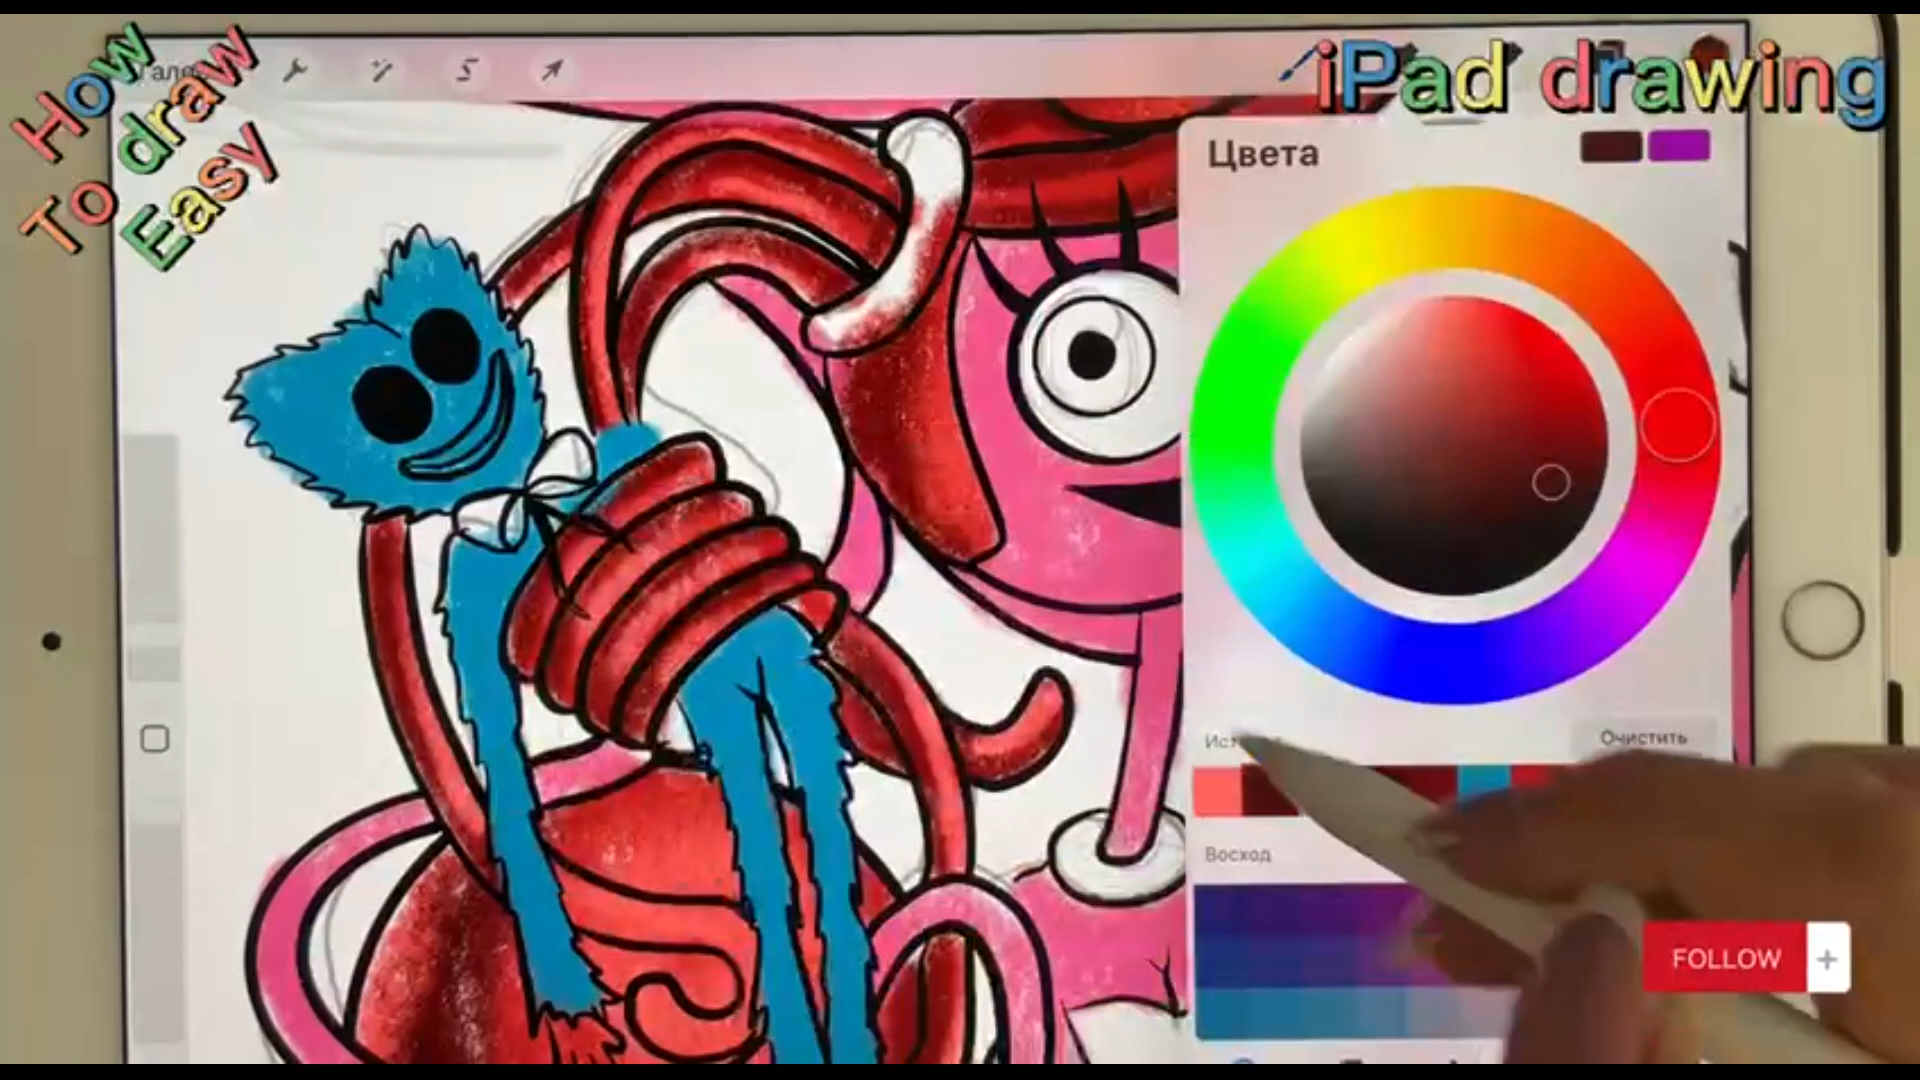 How
To draw
Easy
iPad drawing
Цвета
Очистить
Восход
FOLLOW +